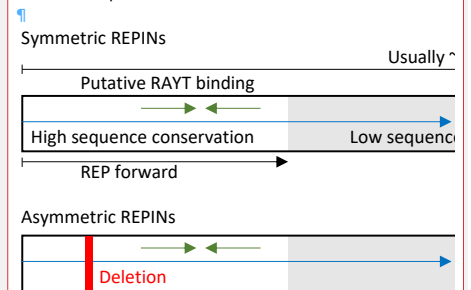 ¶
Symmetric REPINs
Usually ~
Putative RAYT binding
High sequence conservation Low sequence
REP forward
Asymmetric REPINs
Deletion